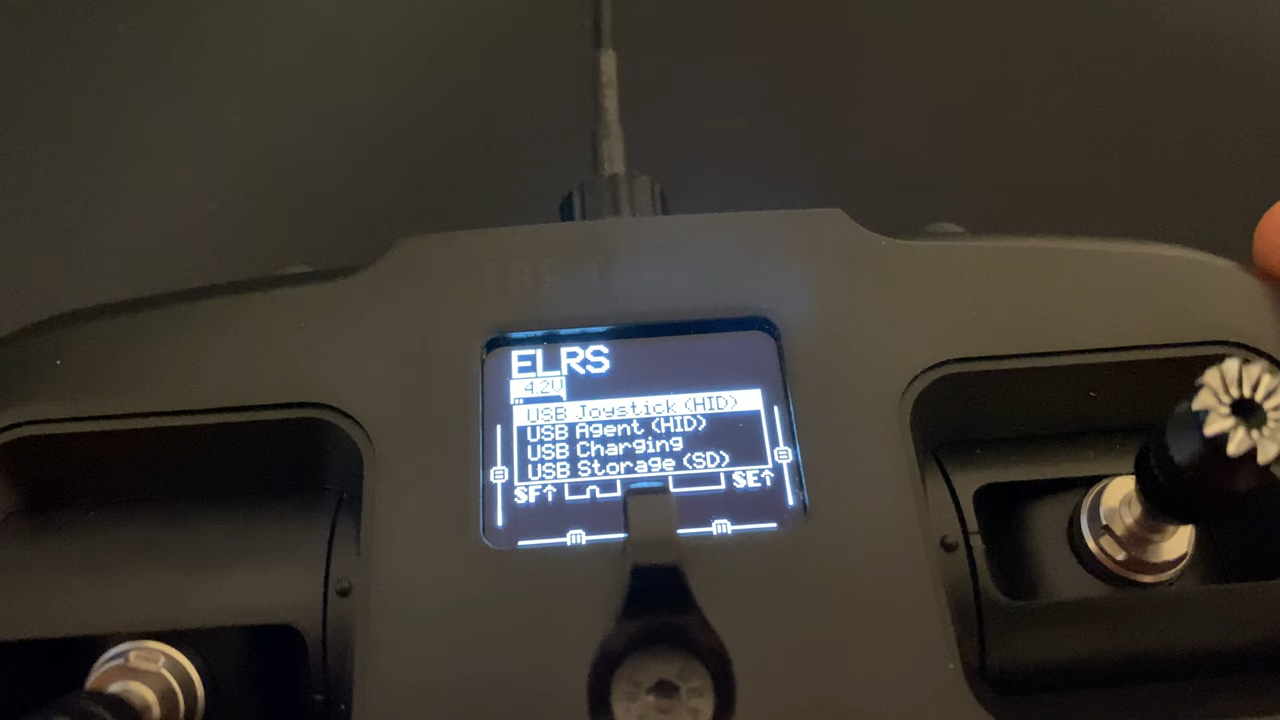 ELRS
4.2V
USB Joystick (HID)
USB Agent (HID)
USB Charging
USB Storage (SD)
SF↑ SE↑